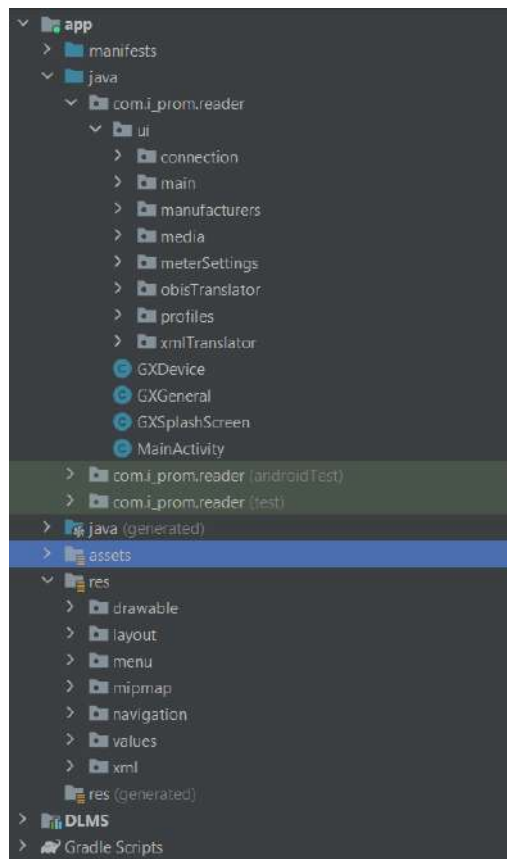 app
manifests
java
com.i_prom.reader
ui
connection
main
manufacturers
media
meterSettings
obisTranslator
profiles
xmlTranslator
GXDevice
GXGeneral
GXSplashScreen
MainActivity
com.i_prom.reader (androidTest)
com.i_prom.reader (test)
java (generated)
assets
res
drawable
layout
menu
mipmap
navigation
values
xml
res (generated)
DLMS
Gradle Scripts